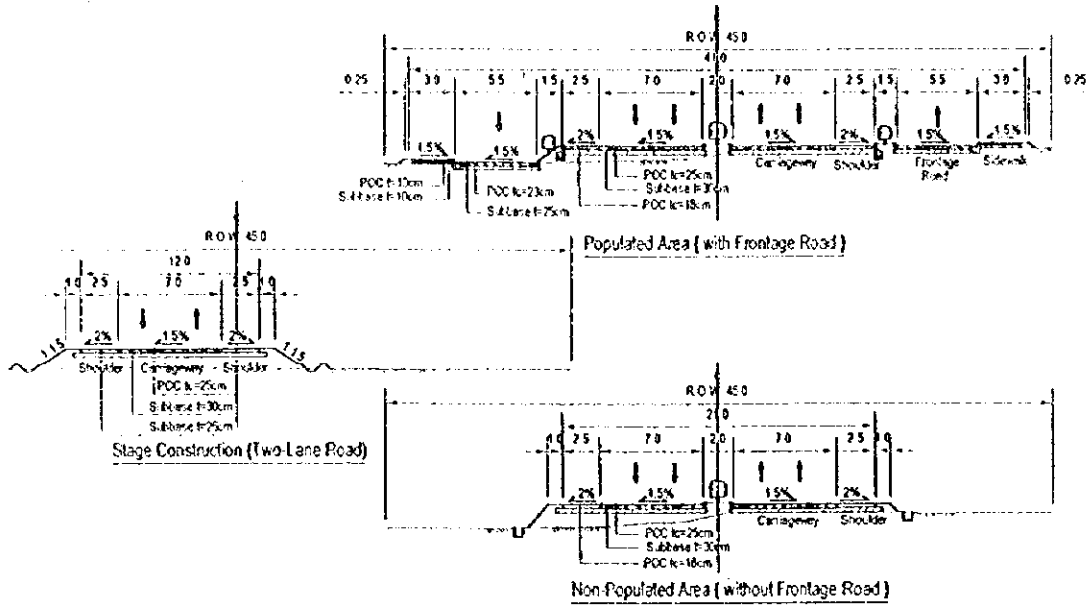 ROW 45.0
41.0
0.25 3.0 5.5 1.5 2.5 7.0 2.0 7.0 2.5 1.5 5.5 3.0 0.25
1.5% 1.5% 2% 1.5% 1.5% 2% 1.5% 1.5%
Carriageway Shoulder Frontage Road Sidewalk
PCC t=10cm
Subbase t=10cm
PCC tc=23cm
Subbase t=25cm
PCC tc=25cm
Subbase t=30cm
PCC tc=18cm
Populated Area ( with Frontage Road )
ROW 45.0
12.0
1.0 2.5 7.0 2.5 1.0
2% 1.5% 2%
1:1.5 1:1.5
Shoulder Carriageway Shoulder
PCC tc=25cm
Subbase t=30cm
Subbase t=25cm
Stage Construction (Two-Lane Road)
ROW 45.0
1.0 2.5 7.0 2.0 7.0 2.5 1.0
2% 1.5% 1.5% 2%
Carriageway Shoulder
PCC tc=25cm
Subbase t=30cm
PCC tc=18cm
Non-Populated Area ( without Frontage Road )